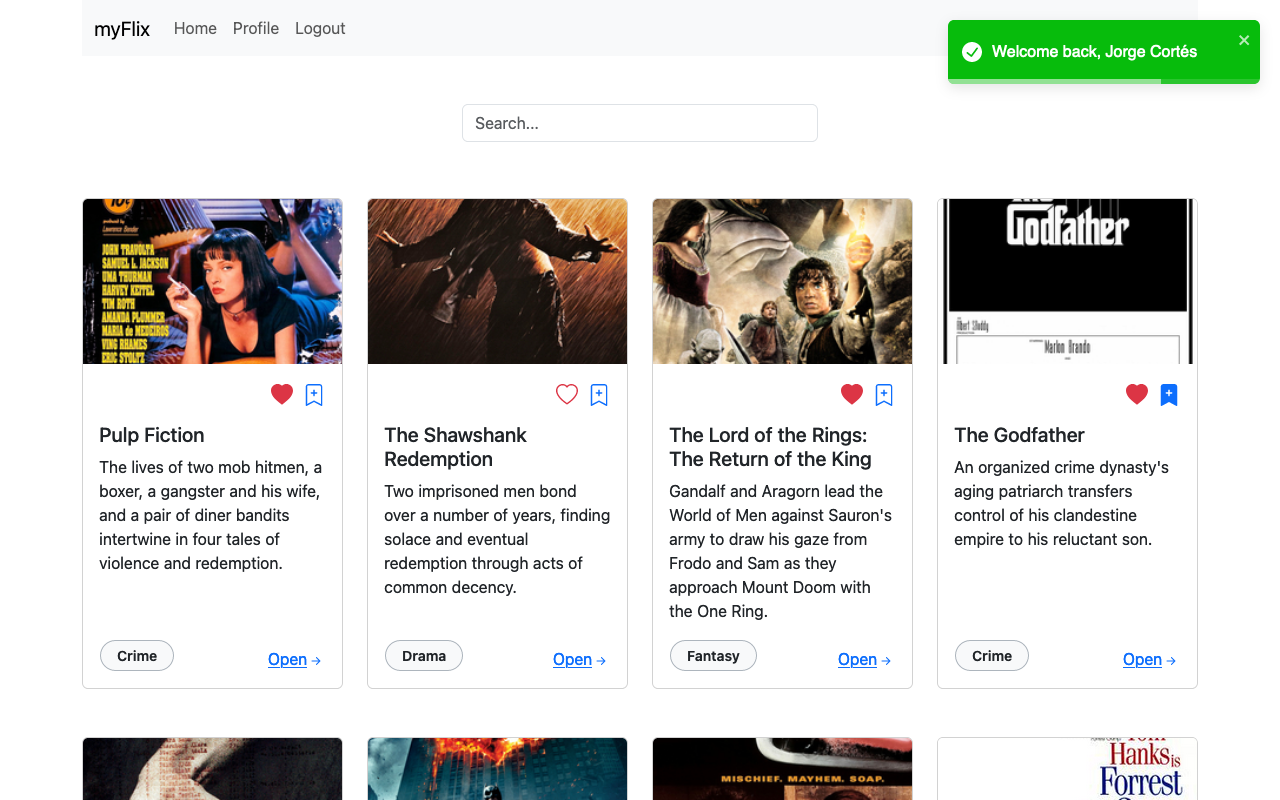 myFlix Home Profile Logout
Welcome back, Jorge Cortés
Search...
10¢
JOHN TRAVOLTA
SAMUEL L. JACKSON
UMA THURMAN
HARVEY KEITEL
TIM ROTH
AMANDA PLUMMER
MARIA de MEDEIROS
VING RHAMES
ERIC STOLTZ
Godfather
Marlon Brando
Pulp Fiction
The lives of two mob hitmen, a
boxer, a gangster and his wife,
and a pair of diner bandits
intertwine in four tales of
violence and redemption.
Crime
Open
The Shawshank
Redemption
Two imprisoned men bond
over a number of years, finding
solace and eventual
redemption through acts of
common decency.
Drama
Open
The Lord of the Rings:
The Return of the King
Gandalf and Aragorn lead the
World of Men against Sauron's
army to draw his gaze from
Frodo and Sam as they
approach Mount Doom with
the One Ring.
Fantasy
Open
The Godfather
An organized crime dynasty's
aging patriarch transfers
control of his clandestine
empire to his reluctant son.
Crime
Open
MISCHIEF. MAYHEM. SOAP.
Tom
Hanks is
Forrest